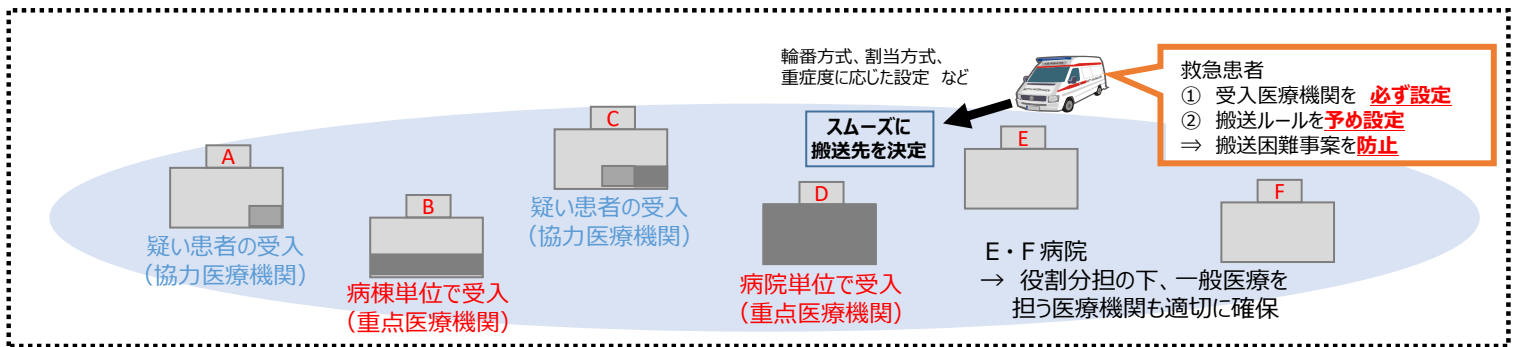 輪番方式、割当方式、
重症度に応じた設定 など
救急患者
① 受入医療機関を 必ず設定
② 搬送ルールを予め設定
⇒ 搬送困難事案を防止
スムーズに
搬送先を決定
A
疑い患者の受入
（協力医療機関）
B
病棟単位で受入
（重点医療機関）
C
疑い患者の受入
（協力医療機関）
D
病院単位で受入
（重点医療機関）
E
F
E・F 病院
→ 役割分担の下、一般医療を
担う医療機関も適切に確保